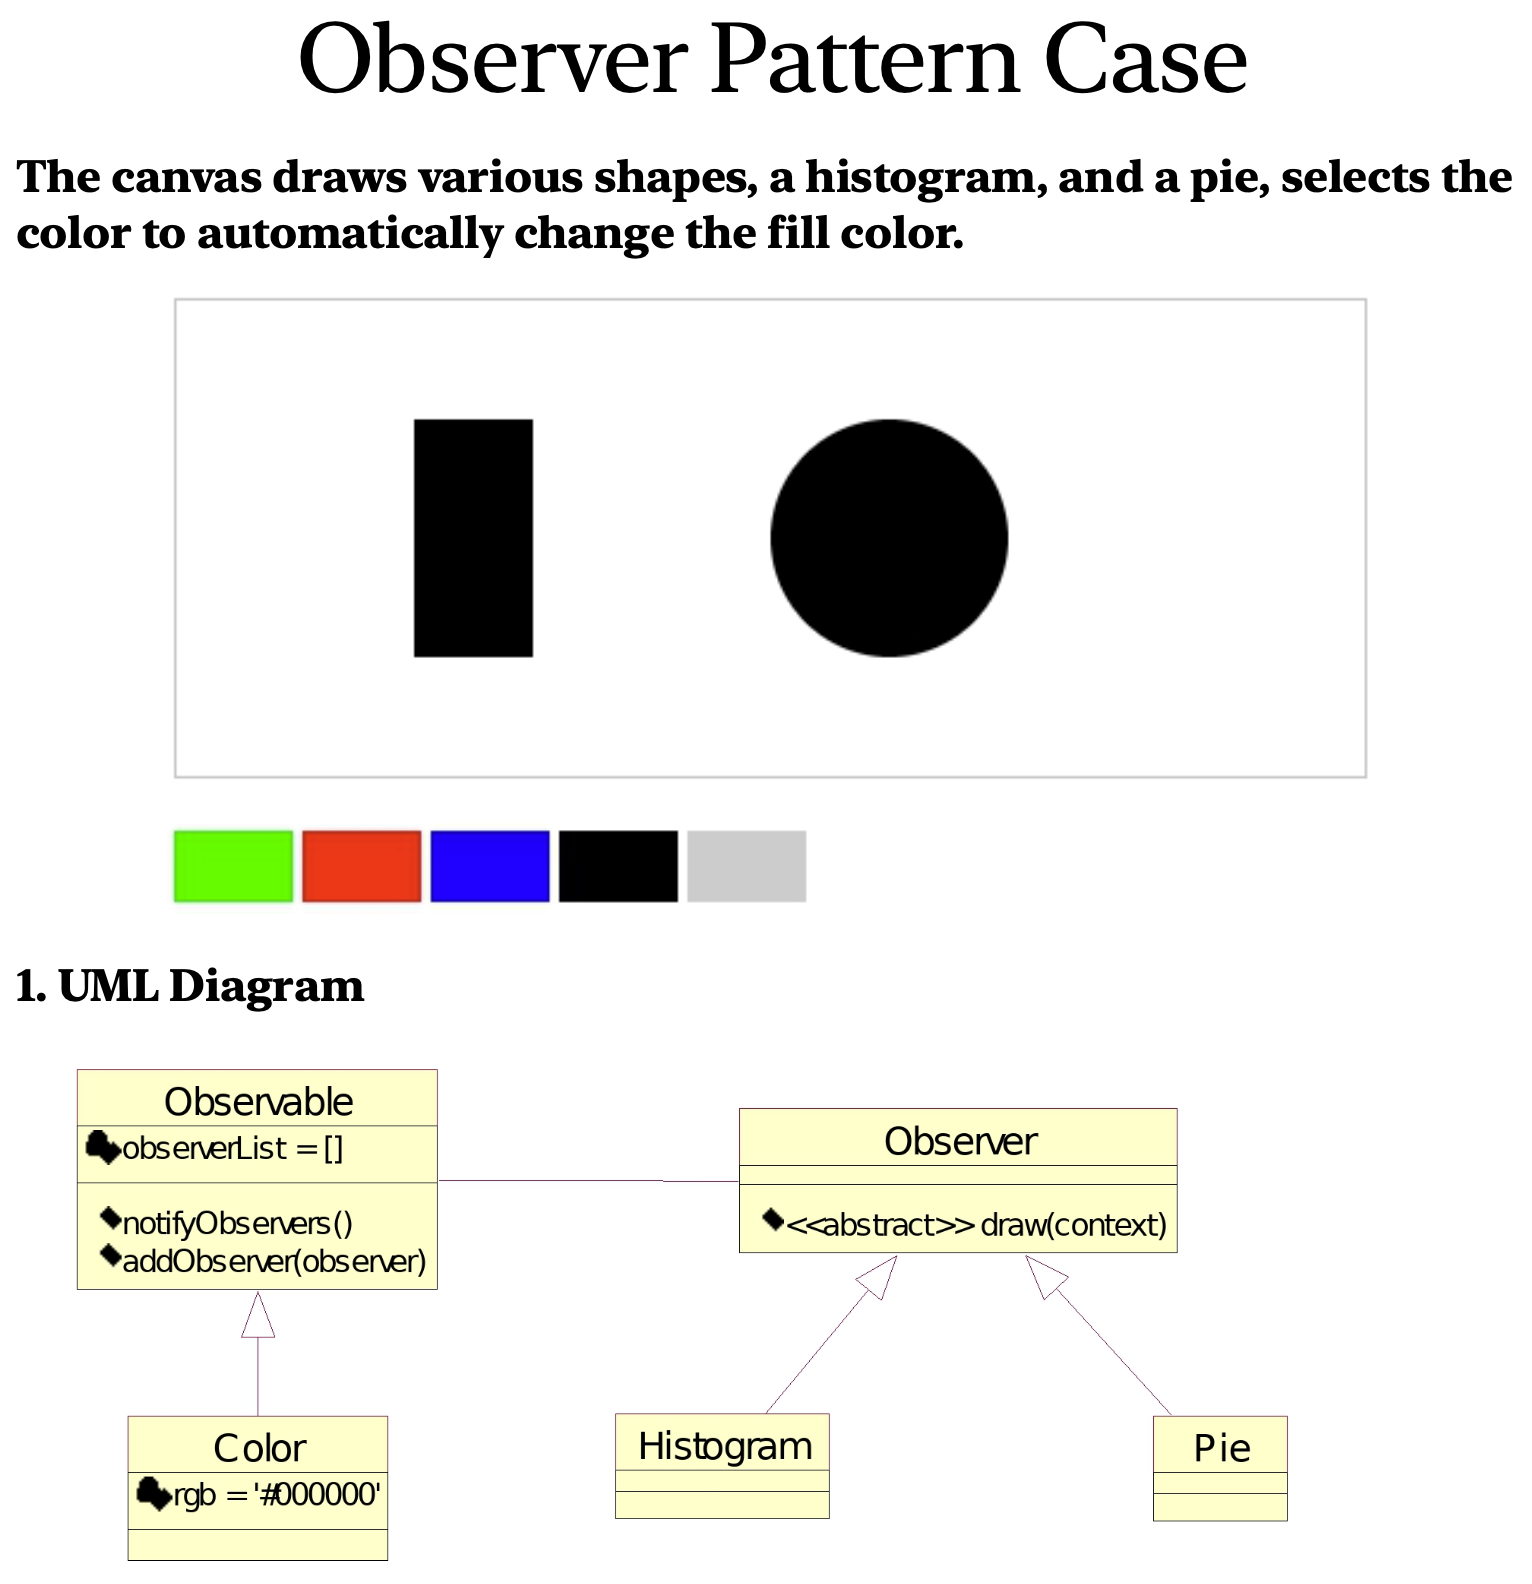 Observer Pattern Case
The canvas draws various shapes, a histogram, and a pie, selects the
color to automatically change the fill color.
1. UML Diagram
Observable
observerList = []
notifyObservers()
addObserver(observer)
Observer
<<abstract>> draw(context)
Color
rgb = '#000000'
Histogram
Pie